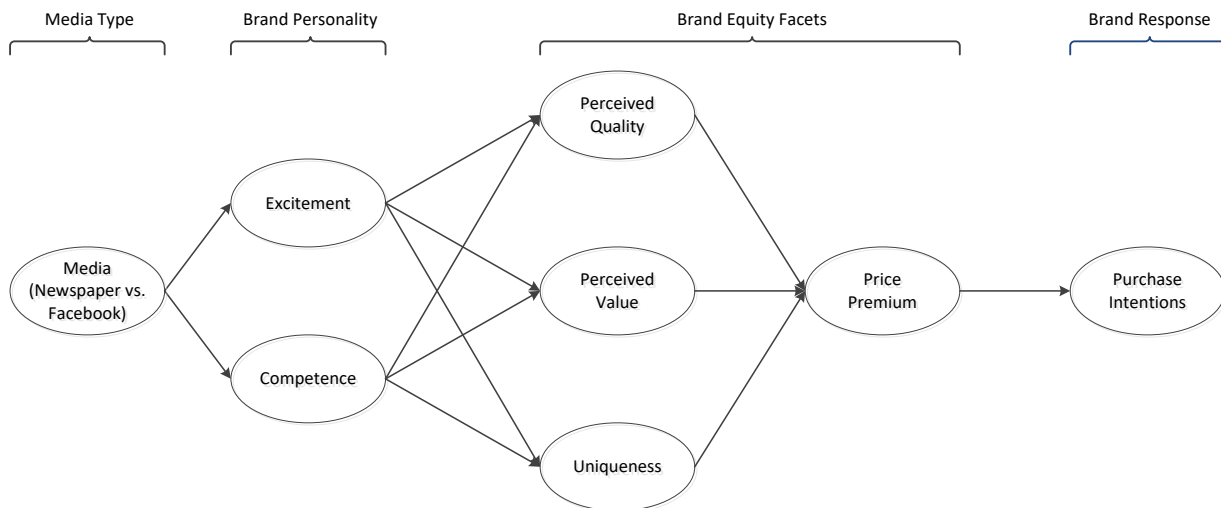 Media Type
Brand Personality
Brand Equity Facets
Brand Response
Perceived
Quality
Excitement
Media
(Newspaper vs.
Facebook)
Perceived
Value
Price
Premium
Purchase
Intentions
Competence
Uniqueness